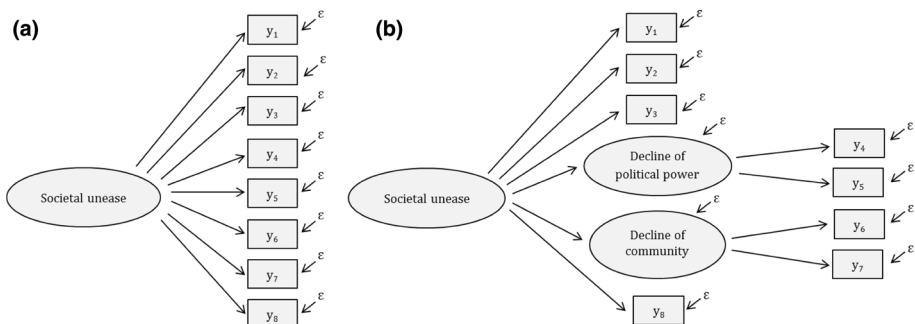 (a)
Societal unease
y1
ε
y2
ε
y3
ε
y4
ε
y5
ε
y6
ε
y7
ε
y8
ε
(b)
Societal unease
y1
ε
y2
ε
y3
ε
Decline of
political power
ε
y4
ε
y5
ε
Decline of
community
ε
y6
ε
y7
ε
y8
ε